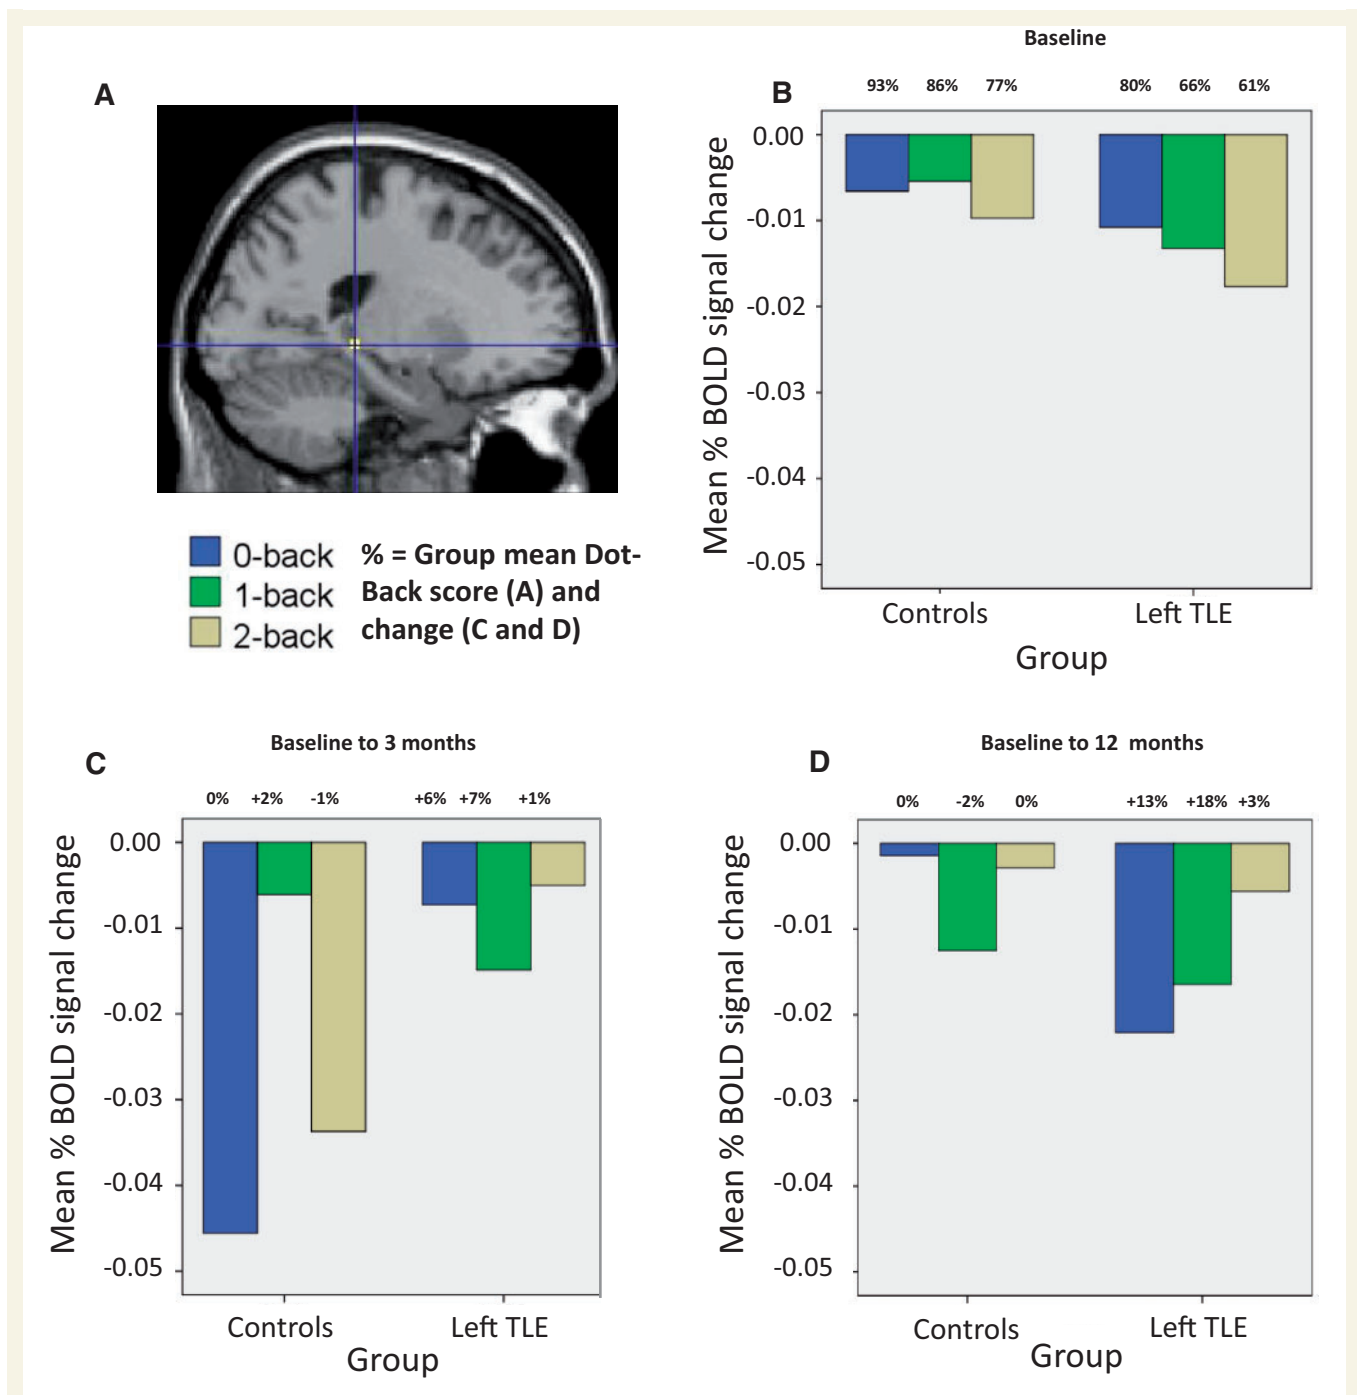 A
0-back
1-back
2-back
% = Group mean Dot-
Back score (A) and
change (C and D)
Baseline
B
93% 86% 77% 80% 66% 61%
Mean % BOLD signal change
0.00
-0.01
-0.02
-0.03
-0.04
-0.05
Controls Left TLE
Group
Baseline to 3 months
C
0% +2% -1% +6% +7% +1%
Mean % BOLD signal change
0.00
-0.01
-0.02
-0.03
-0.04
-0.05
Controls Left TLE
Group
Baseline to 12 months
D
0% -2% 0% +13% +18% +3%
Mean % BOLD signal change
0.00
-0.01
-0.02
-0.03
-0.04
-0.05
Controls Left TLE
Group